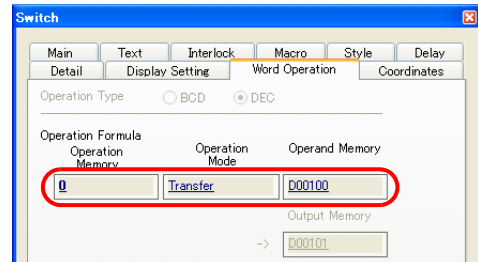 Switch
Main Text Interlock Macro Style Delay
Detail Display Setting Word Operation Coordinates
Operation Type BCD DEC
Operation Formula
Operation Memory Operation Mode Operand Memory
0 Transfer D00100
Output Memory
-> D00101